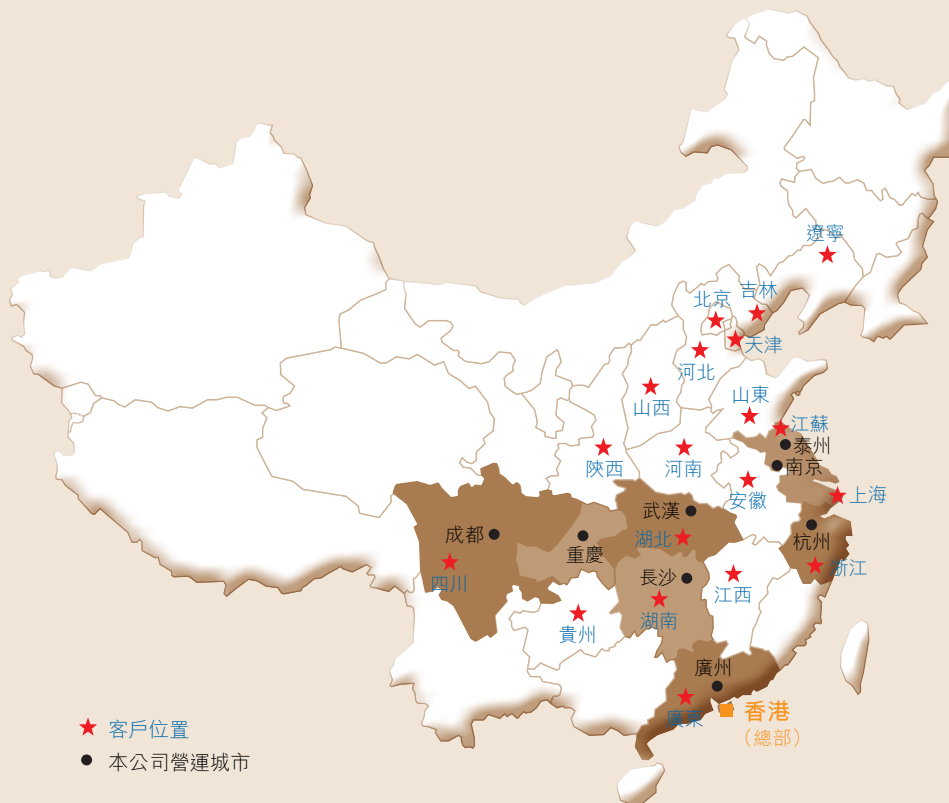 遼寧
吉林
北京
天津
河北
山西
山東
江蘇
泰州
陝西
河南
南京
安徽
上海
武漢
成都
湖北
杭州
重慶
浙江
四川
長沙
江西
湖南
貴州
廣州
廣東
香港
（總部）
客戶位置
本公司營運城市